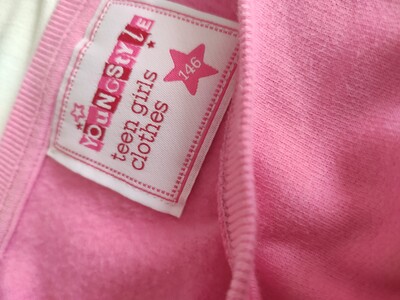 YOUNGSTYLE
teen girls
clothes
146